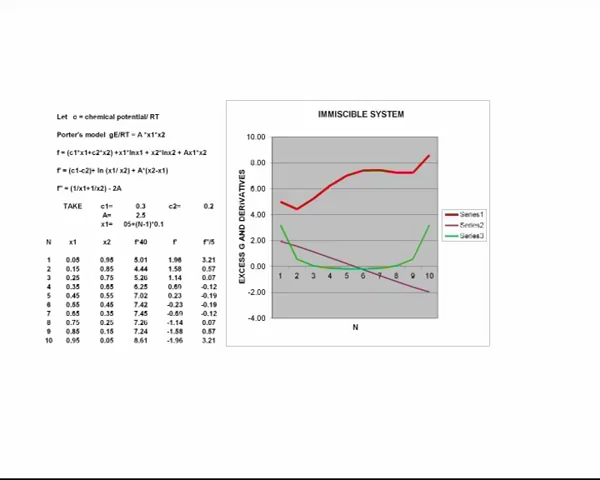 Let c = chemical potential/ RT
Porter's model gE/RT = A *x1*x2
f = (c1*x1+c2*x2) +x1*lnx1 + x2*lnx2 + Ax1*x2
f' = (c1-c2)+ ln (x1/ x2) + A*(x2-x1)
f'' = (1/x1+1/x2) - 2A
TAKE c1= 0.3 c2= 0.2
A= 2.5
x1= 05+(N-1)*0.1
N x1 x2 f*40 f' f''/5
1 0.05 0.95 5.01 1.96 3.21
2 0.15 0.85 4.44 1.58 0.57
3 0.25 0.75 5.26 1.14 0.07
4 0.35 0.65 6.25 0.69 -0.12
5 0.45 0.55 7.02 0.23 -0.19
6 0.55 0.45 7.42 -0.23 -0.19
7 0.65 0.35 7.45 -0.69 -0.12
8 0.75 0.25 7.26 -1.14 0.07
9 0.85 0.15 7.24 -1.58 0.57
10 0.95 0.05 8.61 -1.96 3.21
IMMISCIBLE SYSTEM
EXCESS G AND DERIVATIVES
10.00
8.00
6.00
4.00
2.00
0.00
-2.00
-4.00
1 2 3 4 5 6 7 8 9 10
N
Series1
Series2
Series3